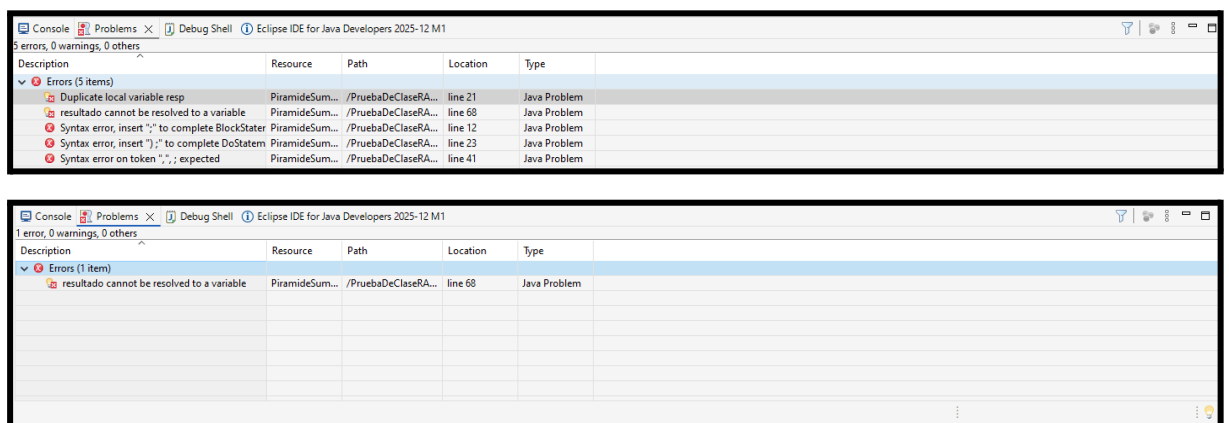 Console Problems Debug Shell Eclipse IDE for Java Developers 2025-12 M1
5 errors, 0 warnings, 0 others
Description Resource Path Location Type
Errors (5 items)
Duplicate local variable resp PiramideSum... /PruebaDeClaseRA... line 21 Java Problem
resultado cannot be resolved to a variable PiramideSum... /PruebaDeClaseRA... line 68 Java Problem
Syntax error, insert ";" to complete BlockStater PiramideSum... /PruebaDeClaseRA... line 12 Java Problem
Syntax error, insert ") ;" to complete DoStatem PiramideSum... /PruebaDeClaseRA... line 23 Java Problem
Syntax error on token ",", ; expected PiramideSum... /PruebaDeClaseRA... line 41 Java Problem
Console Problems Debug Shell Eclipse IDE for Java Developers 2025-12 M1
1 error, 0 warnings, 0 others
Description Resource Path Location Type
Errors (1 item)
resultado cannot be resolved to a variable PiramideSum... /PruebaDeClaseRA... line 68 Java Problem